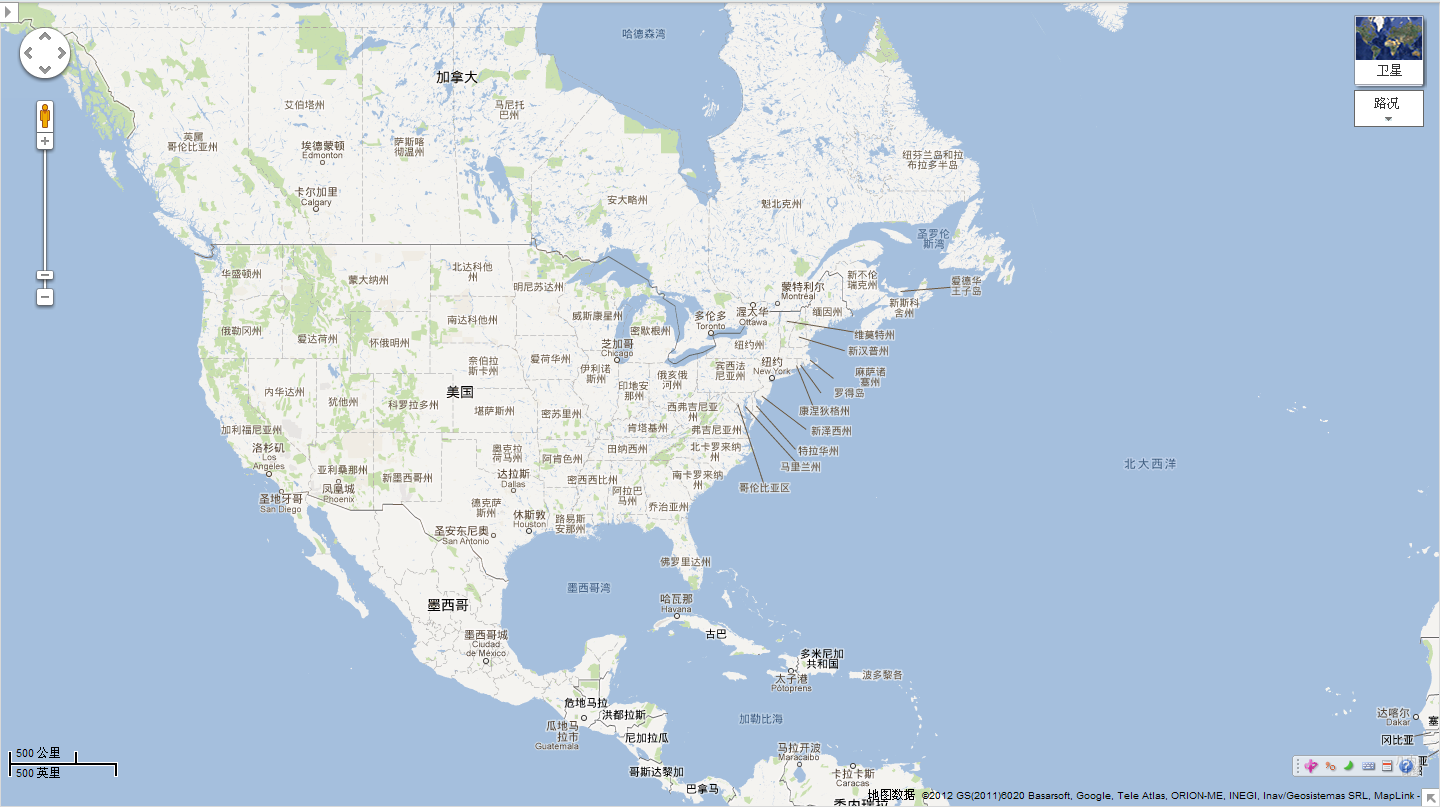 哈德森湾
卫星
路况
加拿大
艾伯塔州
马尼托
巴州
英属
哥伦比亚州
埃德蒙顿
Edmonton
萨斯喀
彻温州
纽芬兰岛和拉
布拉多半岛
卡尔加里
Calgary
安大略州
魁北克州
圣罗伦
斯湾
华盛顿州
蒙大纳州
北达科他
州
明尼苏达州
蒙特利尔
Montréal
新不伦
瑞克州
爱德华
王子岛
新斯科
舍州
俄勒冈州
爱达荷州
怀俄明州
南达科他州
威斯康星州
密歇根州
多伦多
Toronto
渥太华
Ottawa
缅因州
维莫特州
新汉普州
奈伯拉
斯卡州
爱荷华州
芝加哥
Chicago
伊利诺
斯州
印地安
那州
俄亥俄
河州
宾西法
尼亚州
纽约州
纽约
New York
麻萨诸
塞州
罗得岛
康涅狄格州
新泽西州
特拉华州
马里兰州
哥伦比亚区
内华达州
犹他州
科罗拉多州
美国
堪萨斯州
密苏里州
西弗吉尼亚
州
肯塔基州
弗吉尼亚州
加利福尼亚州
洛杉矶
Los
Angeles
亚利桑那州
凤凰城
Phoenix
新墨西哥州
奥克拉
荷马州
阿肯色州
田纳西州
北卡罗来纳
州
南卡罗来纳
州
圣地牙哥
San Diego
达拉斯
Dallas
德克萨
斯州
密西西比州
阿拉巴
马州
乔治亚州
圣安东尼奥
San Antonio
休斯敦
Houston
路易斯
安那州
佛罗里达州
北大西洋
墨西哥湾
墨西哥
哈瓦那
Havana
古巴
墨西哥城
Ciudad
de México
多米尼加
共和国
太子港
Pótoprens
波多黎各
危地马拉
洪都拉斯
瓜地马
拉市
Guatemala
尼加拉瓜
加勒比海
哥斯达黎加
巴拿马
马拉开波
Maracaibo
卡拉卡斯
Caracas
委内瑞拉
达喀尔
Dakar
塞
冈比亚
500 公里
500 英里
地图数据 ©2012 GS(2011)6020 Basarsoft, Google, Tele Atlas, ORION-ME, INEGI, Inav/Geosistemas SRL, MapLink -